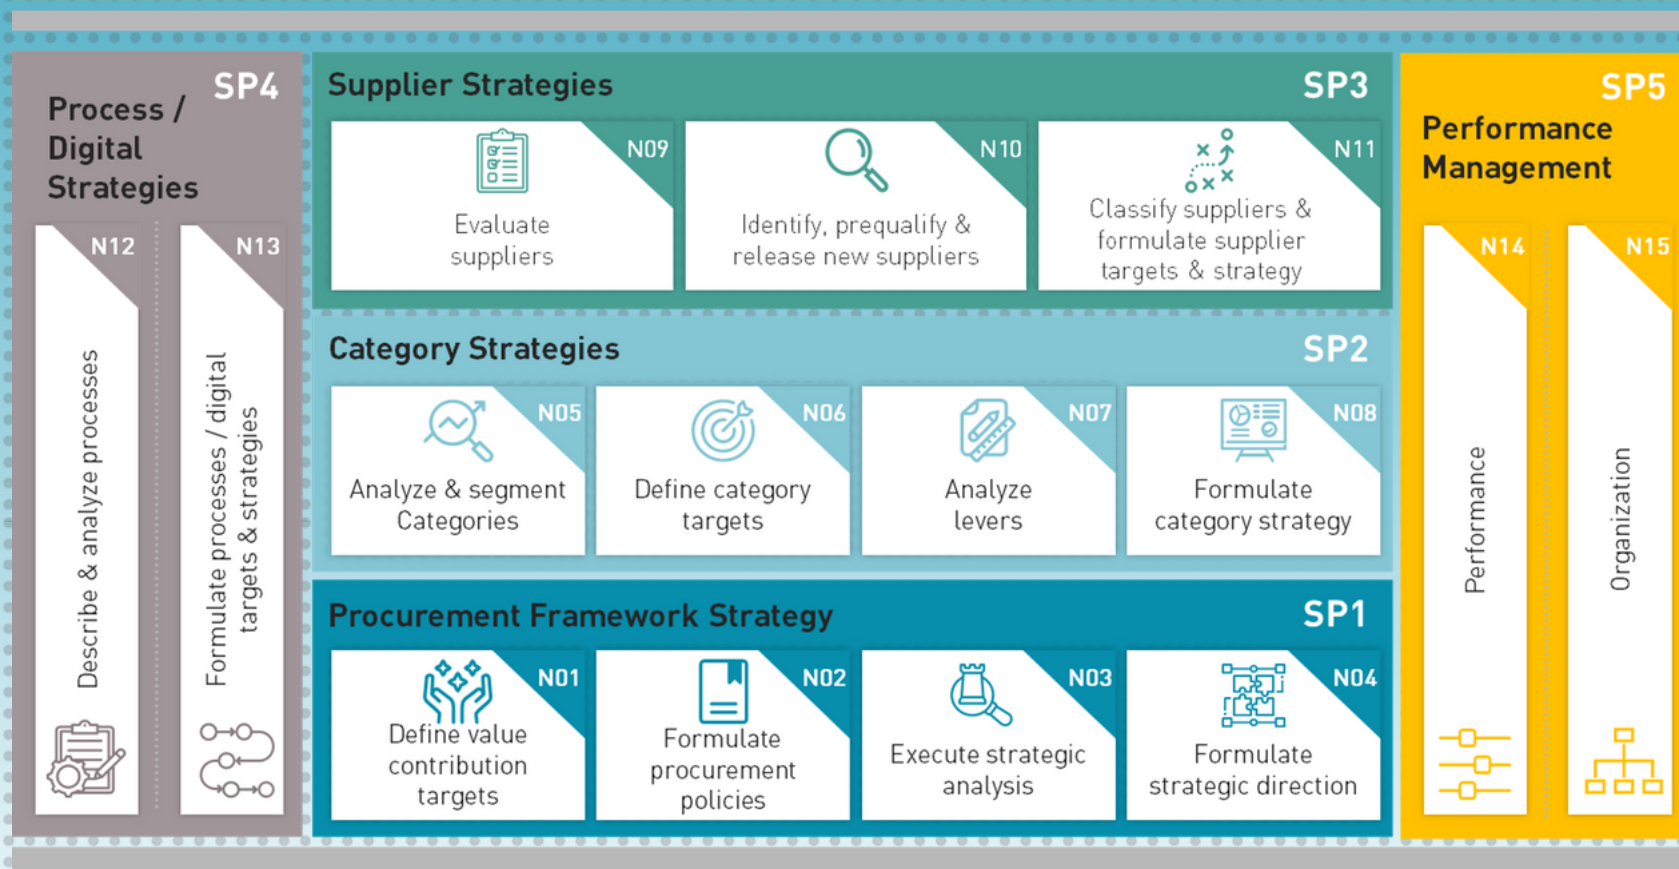 SP4
Process /
Digital
Strategies
N12
Describe & analyze processes
N13
Formulate processes / digital
targets & strategies
Supplier Strategies
SP3
N09
Evaluate
suppliers
N10
Identify, prequalify &
release new suppliers
N11
Classify suppliers &
formulate supplier
targets & strategy
Category Strategies
SP2
N05
Analyze & segment
Categories
N06
Define category
targets
N07
Analyze
levers
N08
Formulate
category strategy
Procurement Framework Strategy
SP1
N01
Define value
contribution
targets
N02
Formulate
procurement
policies
N03
Execute strategic
analysis
N04
Formulate
strategic direction
SP5
Performance
Management
N14
Performance
N15
Organization